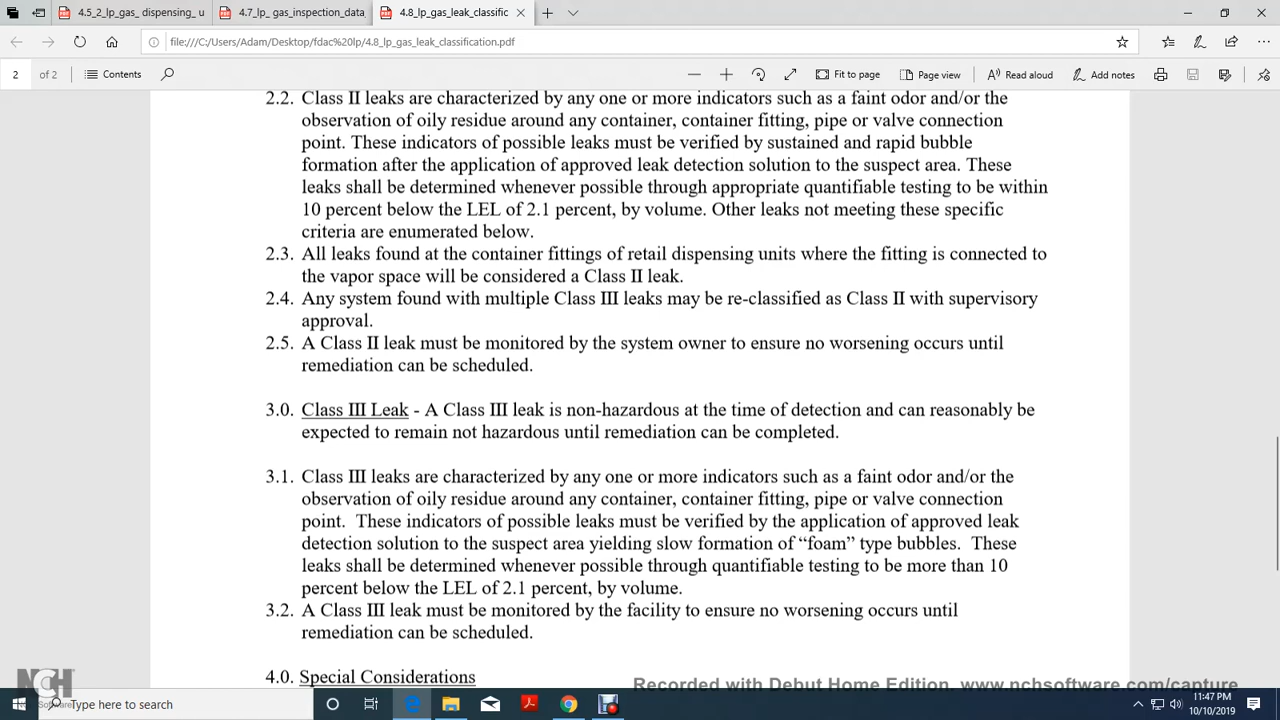 4.5_2_lp_gas_ dispensing_ u
4.7_lp_ gas_inspection_data
4.8_lp_gas_leak_classific
file:///C:/Users/Adam/Desktop/fdac%20lp/4.8_lp_gas_leak_classification.pdf
2 of 2 Contents Fit to page Page view Read aloud Add notes
2.2. Class II leaks are characterized by any one or more indicators such as a faint odor and/or the
observation of oily residue around any container, container fitting, pipe or valve connection
point. These indicators of possible leaks must be verified by sustained and rapid bubble
formation after the application of approved leak detection solution to the suspect area. These
leaks shall be determined whenever possible through appropriate quantifiable testing to be within
10 percent below the LEL of 2.1 percent, by volume. Other leaks not meeting these specific
criteria are enumerated below.
2.3. All leaks found at the container fittings of retail dispensing units where the fitting is connected to
the vapor space will be considered a Class II leak.
2.4. Any system found with multiple Class III leaks may be re-classified as Class II with supervisory
approval.
2.5. A Class II leak must be monitored by the system owner to ensure no worsening occurs until
remediation can be scheduled.
3.0. Class III Leak - A Class III leak is non-hazardous at the time of detection and can reasonably be
expected to remain not hazardous until remediation can be completed.
3.1. Class III leaks are characterized by any one or more indicators such as a faint odor and/or the
observation of oily residue around any container, container fitting, pipe or valve connection
point. These indicators of possible leaks must be verified by the application of approved leak
detection solution to the suspect area yielding slow formation of “foam” type bubbles. These
leaks shall be determined whenever possible through quantifiable testing to be more than 10
percent below the LEL of 2.1 percent, by volume.
3.2. A Class III leak must be monitored by the facility to ensure no worsening occurs until
remediation can be scheduled.
4.0. Special Considerations
NCH
Software
Recorded with Debut Home Edition. www.nchsoftware.com/capture
Type here to search
11:47 PM
10/10/2019